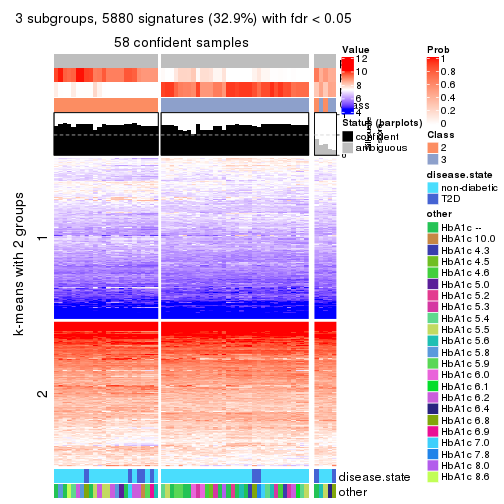 3 subgroups, 5880 signatures (32.9%) with fdr < 0.05
58 confident samples
k-means with 2 groups
1
2
disease.state
other
Value
12
10
8
6
4
Status (barplots)
confident
ambiguous
Prob
1
0.8
0.6
0.4
0.2
0
Class
2
3
disease.state
non-diabetic
T2D
other
HbA1c --
HbA1c 10.0
HbA1c 4.3
HbA1c 4.5
HbA1c 4.6
HbA1c 5.0
HbA1c 5.2
HbA1c 5.3
HbA1c 5.4
HbA1c 5.5
HbA1c 5.6
HbA1c 5.8
HbA1c 5.9
HbA1c 6.0
HbA1c 6.1
HbA1c 6.2
HbA1c 6.4
HbA1c 6.8
HbA1c 6.9
HbA1c 7.0
HbA1c 7.8
HbA1c 8.0
HbA1c 8.6